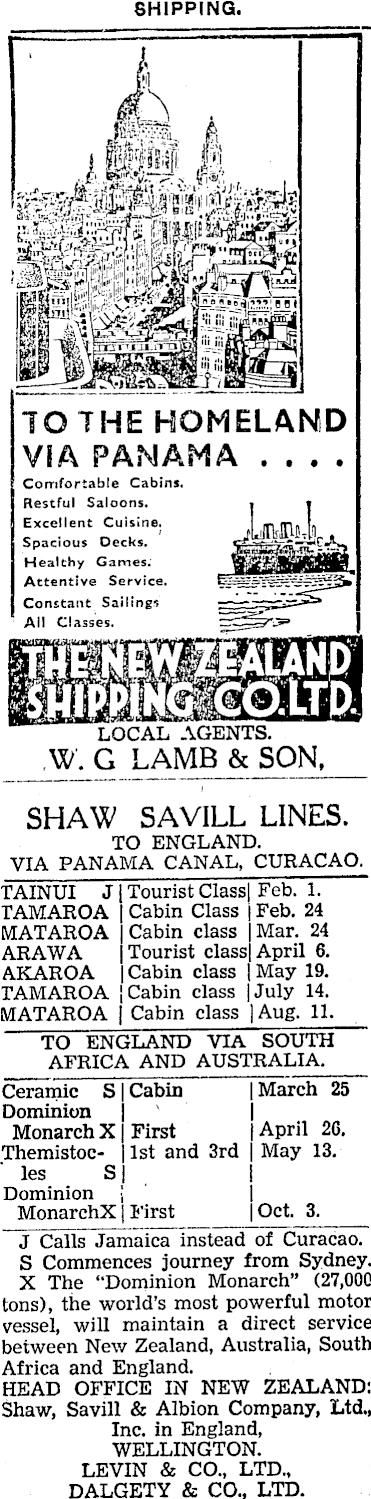 SHIPPING.
TO THE HOMELAND
VIA PANAMA . . . .
Comfortable Cabins.
Restful Saloons.
Excellent Cuisine,
Spacious Decks.
Healthy Games.
Attentive Service.
Constant Sailings
All Classes.
THE NEW ZEALAND
SHIPPING CO. LTD.
LOCAL AGENTS.
W. G LAMB & SON,
SHAW SAVILL LINES.
TO ENGLAND.
VIA PANAMA CANAL, CURACAO.
TAINUI J Tourist Class Feb. 1.
TAMAROA Cabin Class Feb. 24
MATAROA Cabin class Mar. 24
ARAWA Tourist class April 6.
AKAROA Cabin class May 19.
TAMAROA Cabin class July 14.
MATAROA Cabin class Aug. 11.
TO ENGLAND VIA SOUTH
AFRICA AND AUSTRALIA.
Ceramic S Cabin March 25
Dominion
Monarch X First April 26.
Themistoc- 1st and 3rd May 13.
les S
Dominion
MonarchX First Oct. 3.
J Calls Jamaica instead of Curacao.
S Commences journey from Sydney.
X The "Dominion Monarch" (27,000
tons), the world's most powerful motor
vessel, will maintain a direct service
between New Zealand, Australia, South
Africa and England.
HEAD OFFICE IN NEW ZEALAND:
Shaw, Savill & Albion Company, Ltd.,
Inc. in England,
WELLINGTON.
LEVIN & CO., LTD.,
DALGETY & CO., LTD.